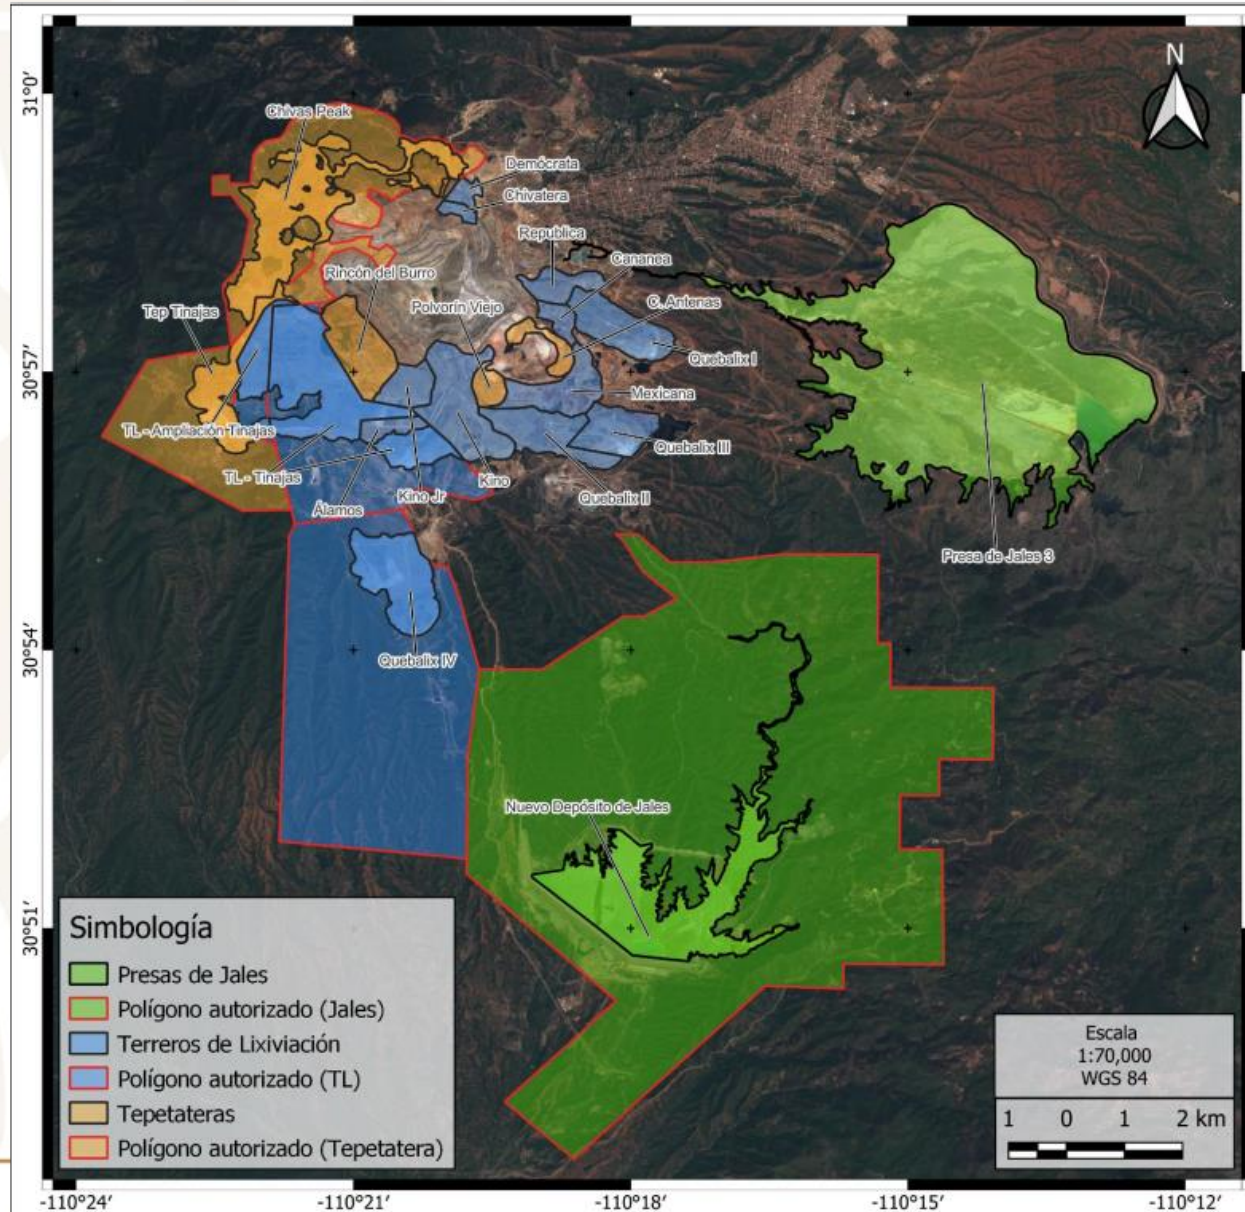 N
31°0′
30°57′
30°54′
30°51′
Chivas Peak
Demócrata
Chivatera
Republica
Cananea
Rincón del Burro
C. Antenas
Polvorín Viejo
Tep Tinajas
Quebalix I
Mexicana
TL - Ampliación Tinajas
Quebalix III
TL - Tinajas
Kino
Kino Jr
Quebalix II
Álamos
Presa de Jales 3
Quebalix IV
Nuevo Depósito de Jales
Simbología
Presas de Jales
Polígono autorizado (Jales)
Terreros de Lixiviación
Polígono autorizado (TL)
Tepetateras
Polígono autorizado (Tepetatera)
Escala
1:70,000
WGS 84
1 0 1 2 km
-110°24′ -110°21′ -110°18′ -110°15′ -110°12′